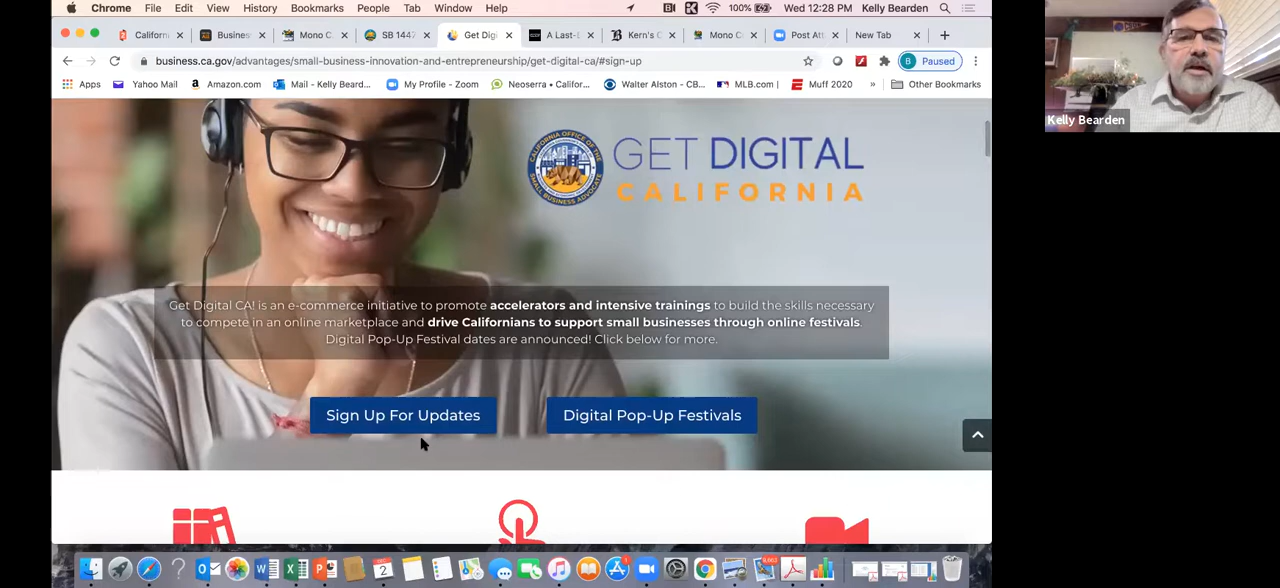 Chrome File Edit View History Bookmarks People Tab Window Help 100% Wed 12:28 PM Kelly Bearden
Californi Busines Mono C SB 1447 Get Digi A Last- Kern's C Mono C Post Att New Tab
business.ca.gov/advantages/small-business-innovation-and-entrepreneurship/get-digital-ca/#sign-up B Paused
Apps Yahoo Mail Amazon.com Mail - Kelly Beard... My Profile - Zoom Neoserra • Califor... Walter Alston - CB... MLB.com | Muff 2020 » Other Bookmarks
Kelly Bearden
GET DIGITAL
CALIFORNIA
Get Digital CA! is an e-commerce initiative to promote accelerators and intensive trainings to build the skills necessary
to compete in an online marketplace and drive Californians to support small businesses through online festivals.
Digital Pop-Up Festival dates are announced! Click below for more.
Sign Up For Updates Digital Pop-Up Festivals